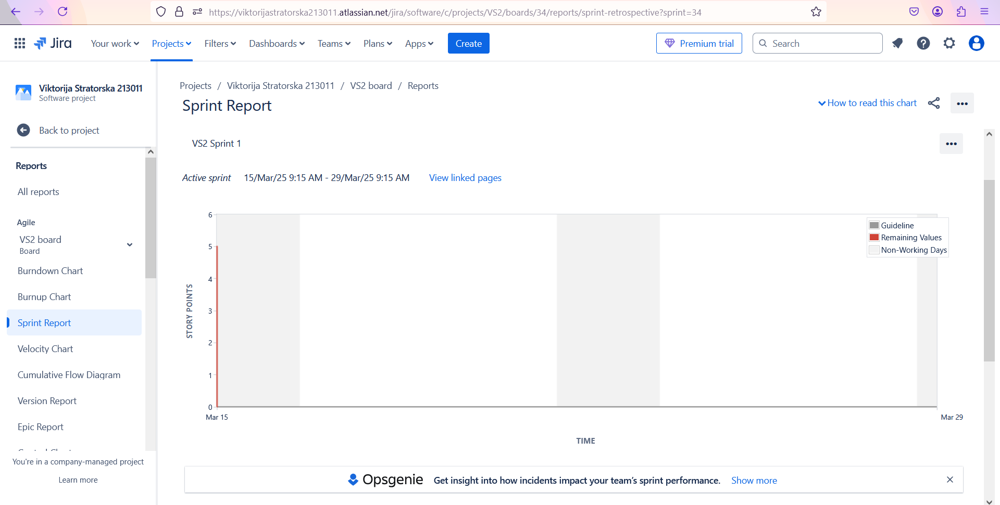 https://viktorijastratorska213011.atlassian.net/jira/software/c/projects/VS2/boards/34/reports/sprint-retrospective?sprint=34
Jira
Your work
Projects
Filters
Dashboards
Teams
Plans
Apps
Create
Premium trial
Search
Viktorija Stratorska 213011
Software project
Back to project
Reports
All reports
Agile
VS2 board
Board
Burndown Chart
Burnup Chart
Sprint Report
Velocity Chart
Cumulative Flow Diagram
Version Report
Epic Report
You're in a company-managed project
Learn more
Projects / Viktorija Stratorska 213011 / VS2 board / Reports
Sprint Report
How to read this chart
VS2 Sprint 1
Active sprint 15/Mar/25 9:15 AM - 29/Mar/25 9:15 AM View linked pages
6
5
4
3
2
1
0
STORY POINTS
Guideline
Remaining Values
Non-Working Days
Mar 15
Mar 29
TIME
Opsgenie Get insight into how incidents impact your team's sprint performance. Show more